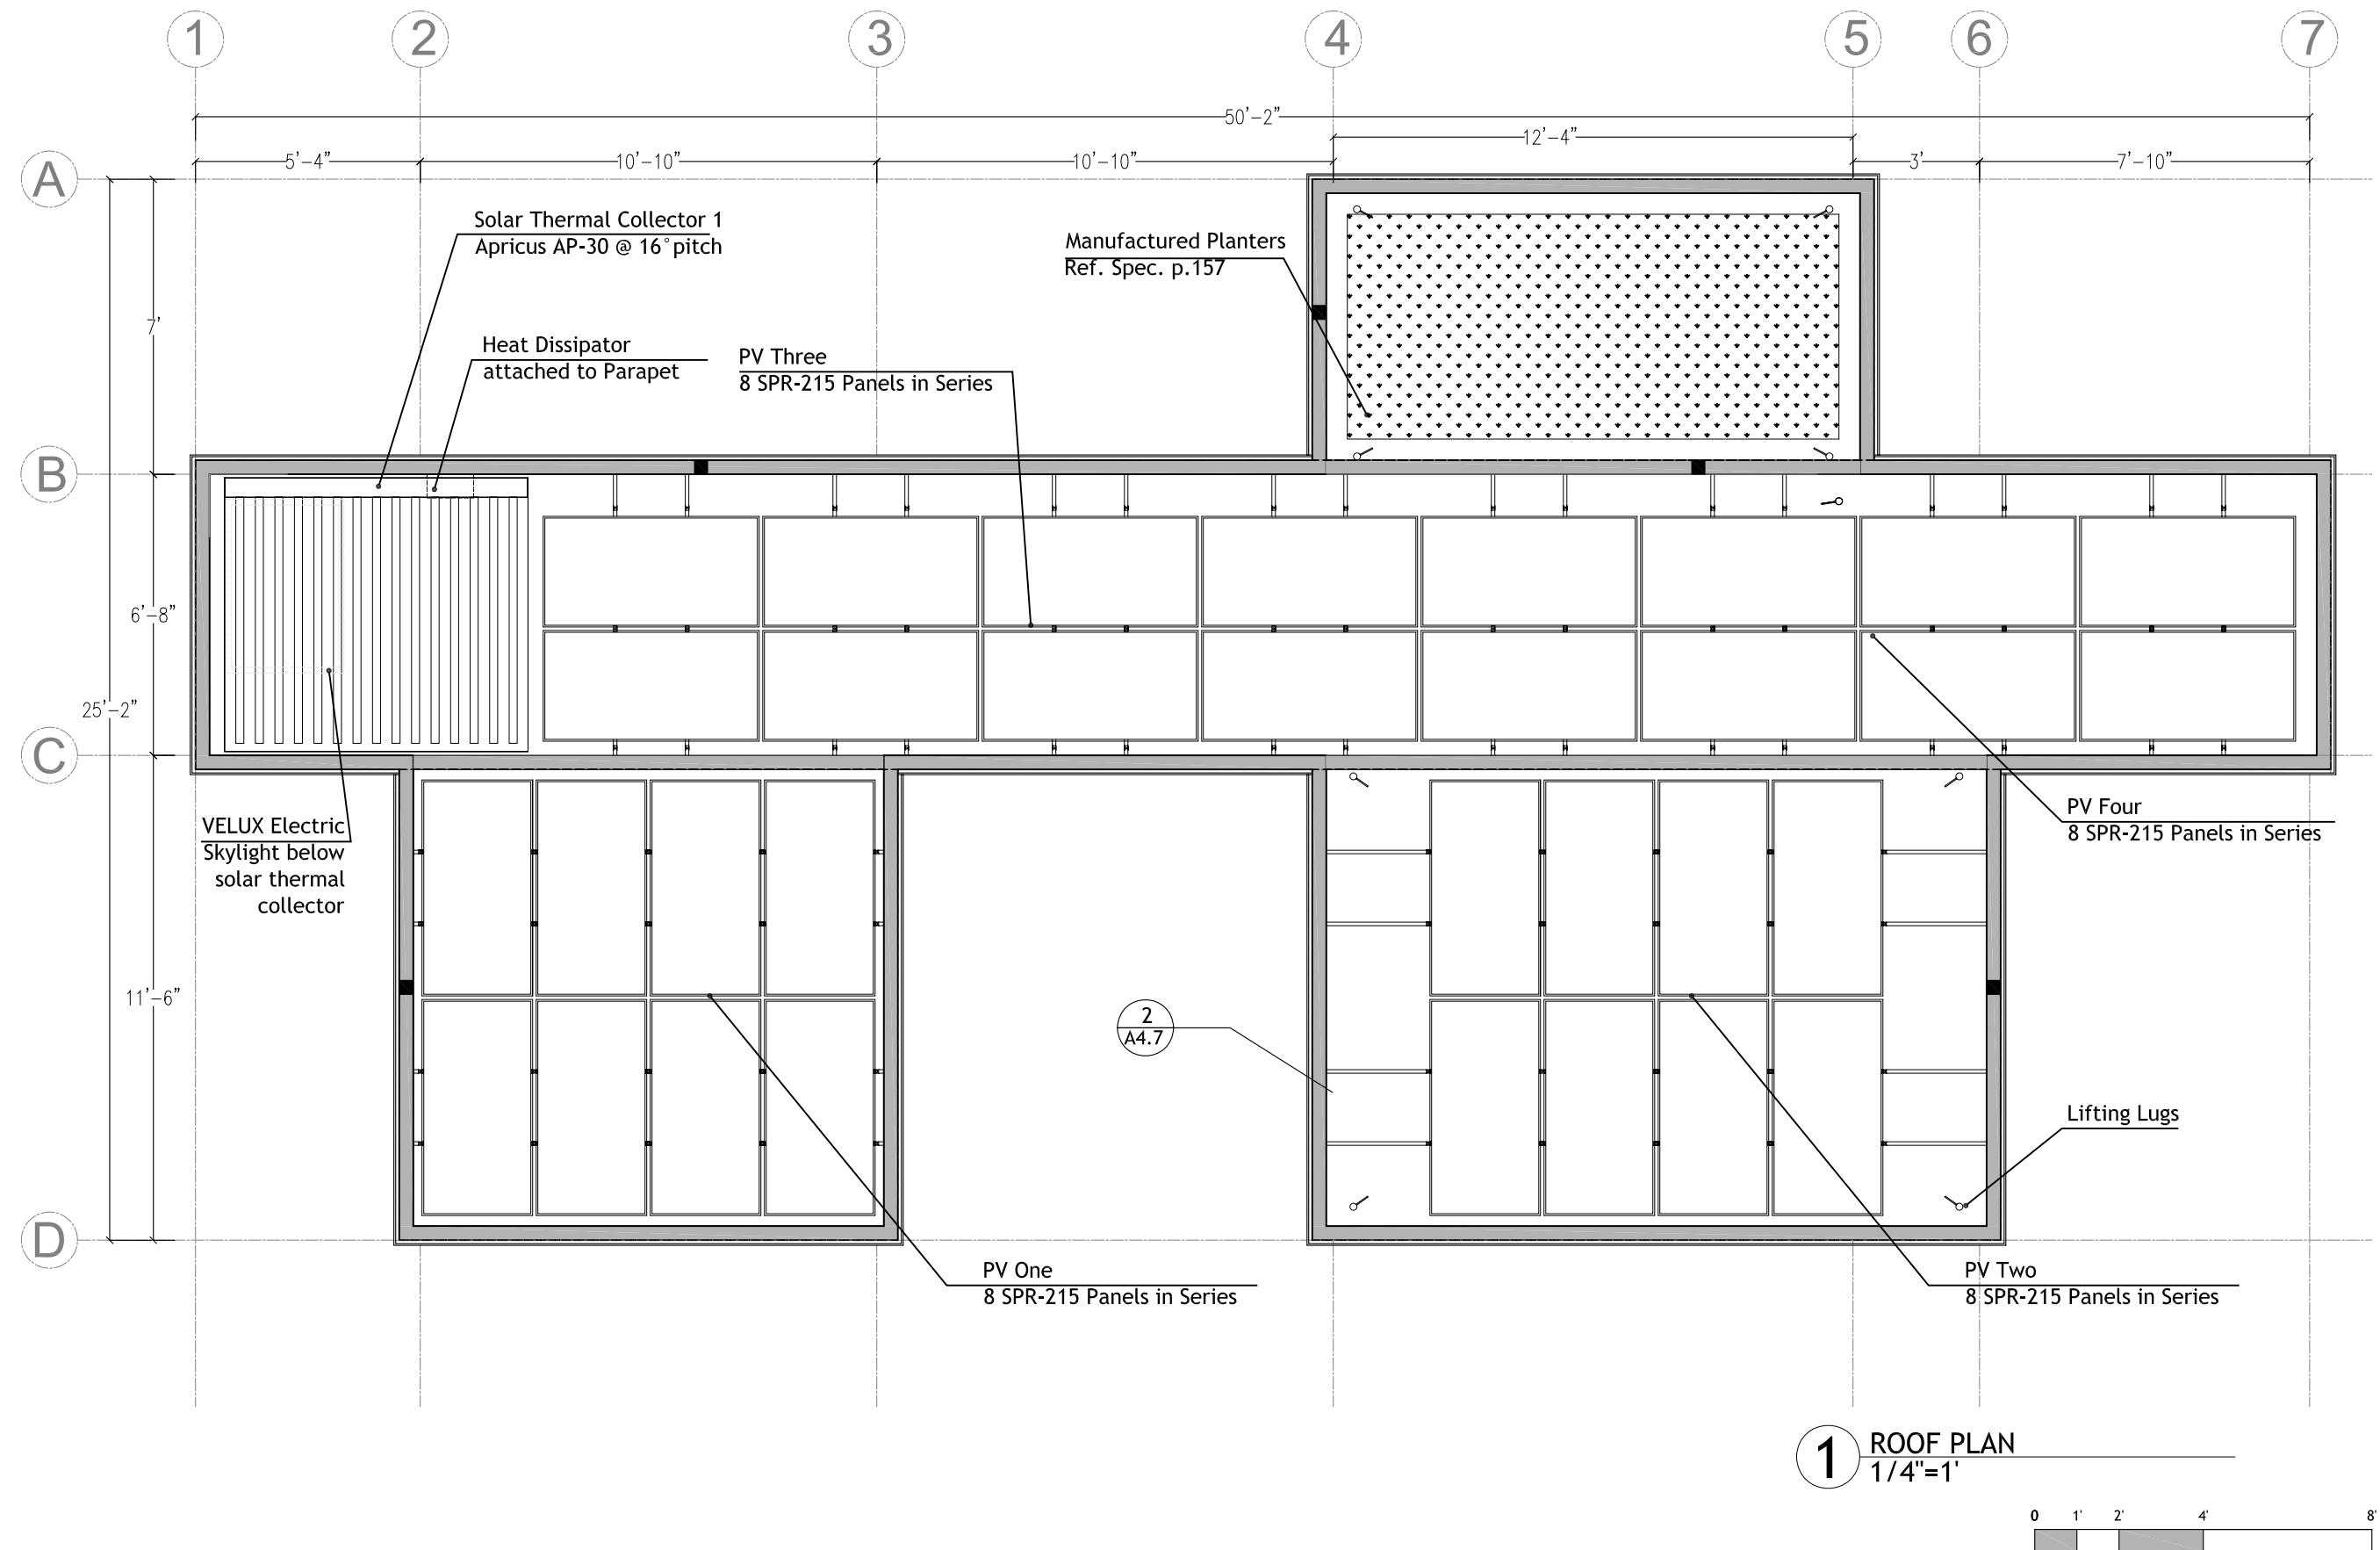 1 2 3 4 5 6 7
50'-2"
12'-4"
5'-4" 10'-10" 10'-10" 3' 7'-10"
A
Solar Thermal Collector 1
Apricus AP-30 @ 16°pitch
Manufactured Planters
Ref. Spec. p.157
7'
Heat Dissipator
attached to Parapet
PV Three
8 SPR-215 Panels in Series
B
6'-8"
25'-2"
C
VELUX Electric
Skylight below
solar thermal
collector
PV Four
8 SPR-215 Panels in Series
11'-6"
2
A4.7
Lifting Lugs
D
PV One
8 SPR-215 Panels in Series
PV Two
8 SPR-215 Panels in Series
1 ROOF PLAN
1/4"=1'
0 1' 2' 4' 8'